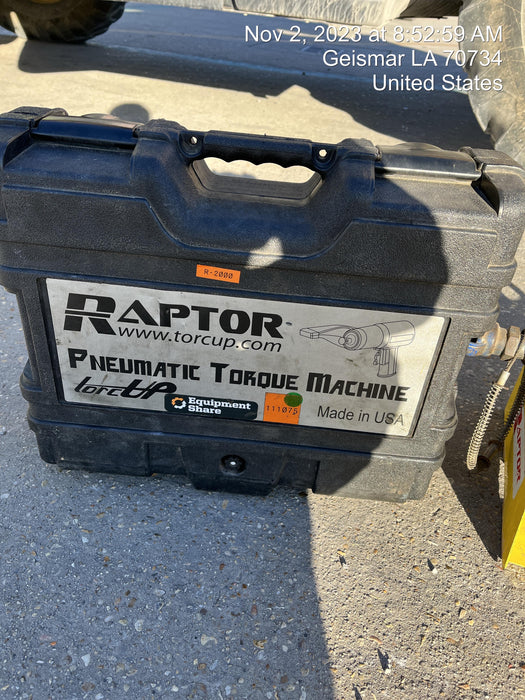 Nov 2, 2023 at 8:52:59 AM
Geismar LA 70734
United States
R-2000
RAPTOR
www.torcup.com
PNEUMATIC TORQUE MACHINE
torcUP
Equipment
Share
111075
Made in USA